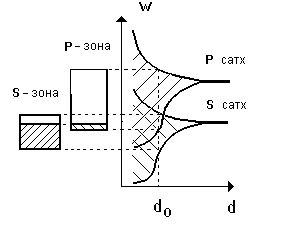 W
P - зона
P сатх
S - зона
S сатх
d₀
d